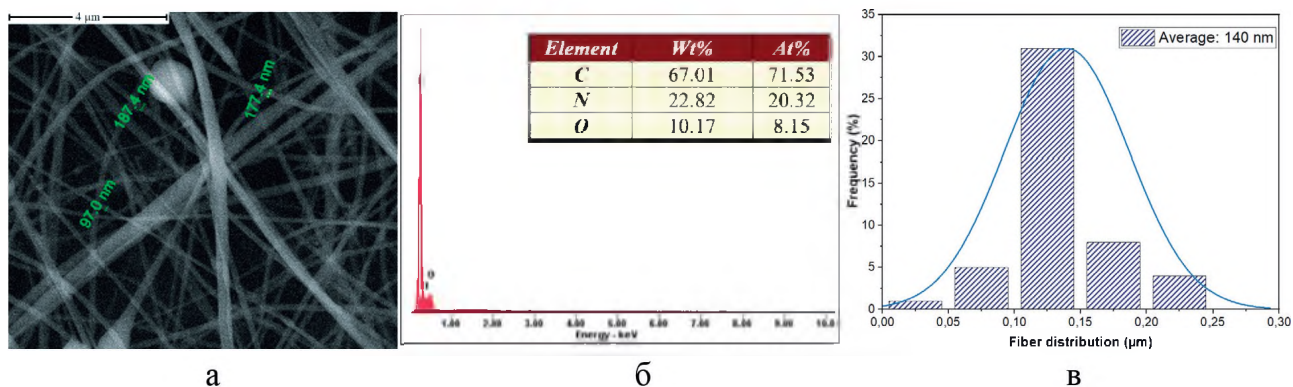 4 µm
187.4 nm
177.4 nm
97.0 nm
Element Wt% At%
C 67.01 71.53
N 22.82 20.32
O 10.17 8.15
O
1.00 2.00 3.00 4.00 5.00 6.00 7.00 8.00 9.00 10.0
Energy - keV
35
30
25
20
15
10
5
0
Frequency (%)
Average: 140 nm
0,00 0,05 0,10 0,15 0,20 0,25 0,30
Fiber distribution (µm)
а б в